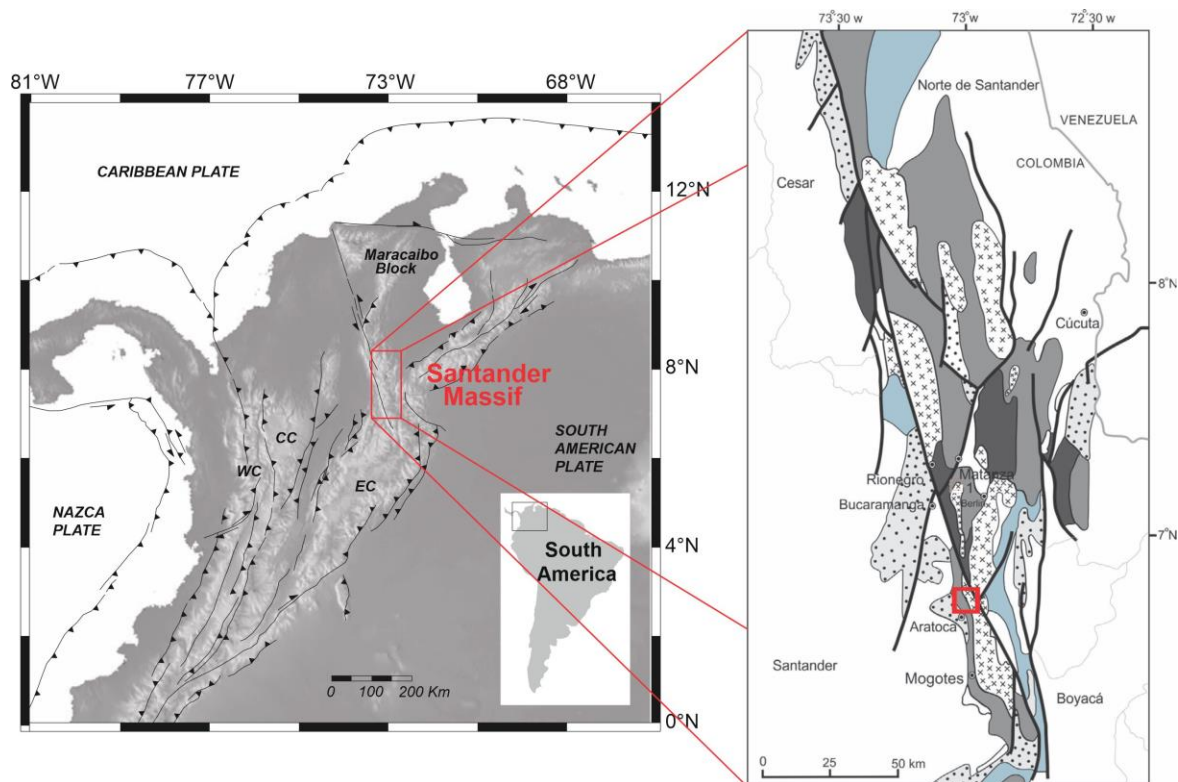 81°W
77°W
73°W
68°W
CARIBBEAN PLATE
12°N
Maracaibo
Block
8°N
Santander
Massif
CC
WC
EC
SOUTH
AMERICAN
PLATE
NAZCA
PLATE
4°N
South
America
0 100 200 Km
0°N
73°30 W
73° W
72°30 W
Norte de Santander
VENEZUELA
COLOMBIA
Cesar
8°N
Cúcuta
Rionegro
Matanza
1
Berlín
Bucaramanga
7°N
Aratoca
Santander
Mogotes
Boyacá
0 25 50 km